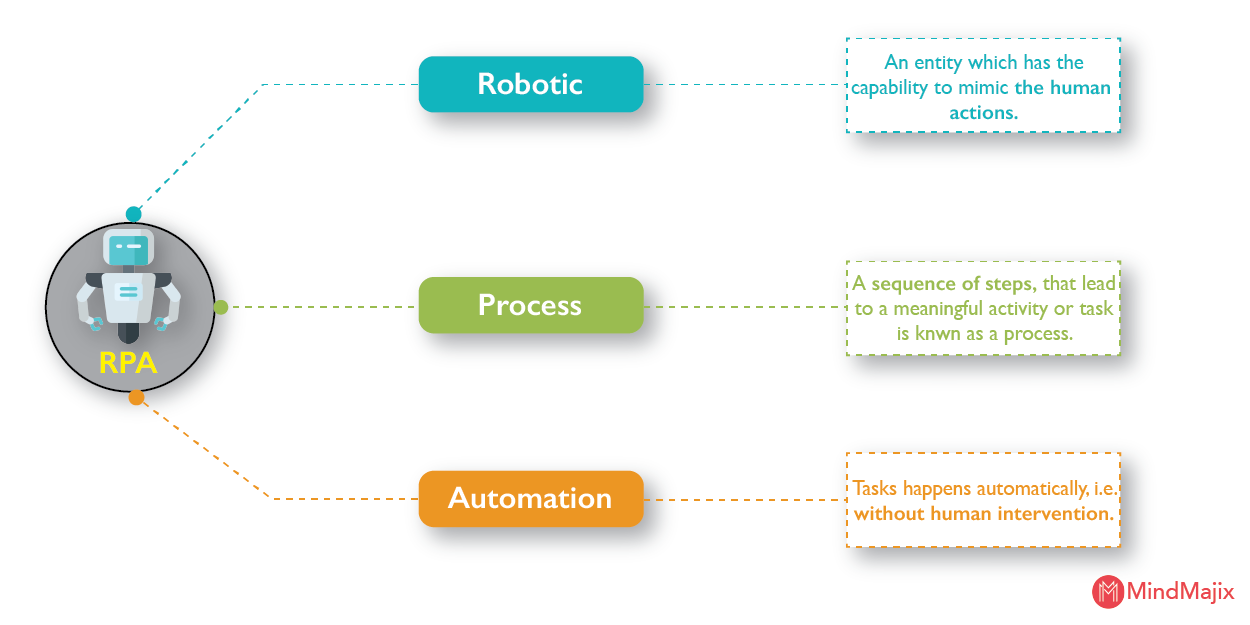 Robotic
An entity which has the
capability to mimic the human
actions.
RPA
Process
A sequence of steps, that lead
to a meaningful activity or task
is knwn as a process.
Automation
Tasks happens automatically, i.e.
without human intervention.
MindMajix